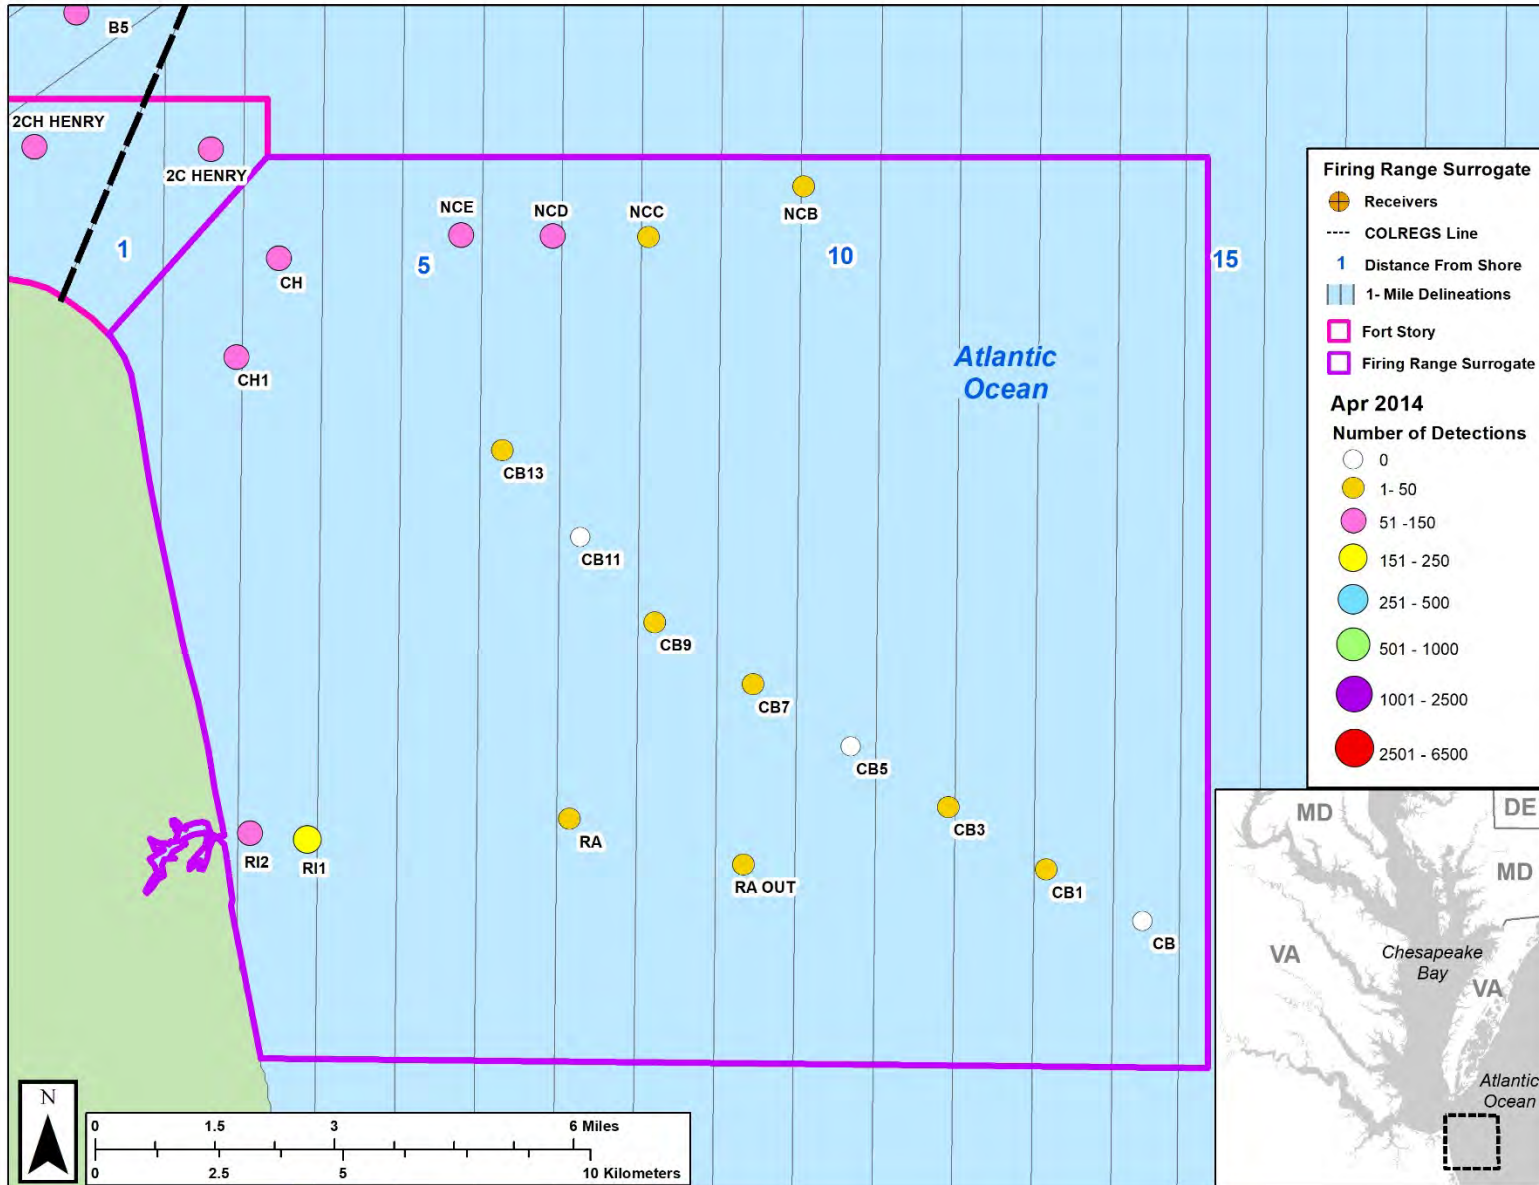 B5
2CH HENRY
2C HENRY
1
NCE
NCD
NCC
NCB
CH
5
10
15
CH1
Atlantic
Ocean
CB13
CB11
CB9
CB7
CB5
CB3
RA
RI2
RI1
RA OUT
CB1
CB
N
0 1.5 3 6 Miles
0 2.5 5 10 Kilometers
Firing Range Surrogate
Receivers
COLREGS Line
1 Distance From Shore
1- Mile Delineations
Fort Story
Firing Range Surrogate
Apr 2014
Number of Detections
0
1- 50
51 -150
151 - 250
251 - 500
501 - 1000
1001 - 2500
2501 - 6500
MD
DE
MD
Chesapeake
Bay
VA
VA
Atlantic
Ocean